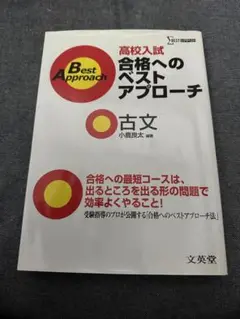 ΣBEST
Best
Approach
高校入試
合格への
ベスト
アプローチ
古文
小鹿良太 編著
合格への最短コースは、
出るところを出る形の問題で
効率よくやること!
受験指導のプロが公開する「合格へのベストアプローチ法」
文英堂